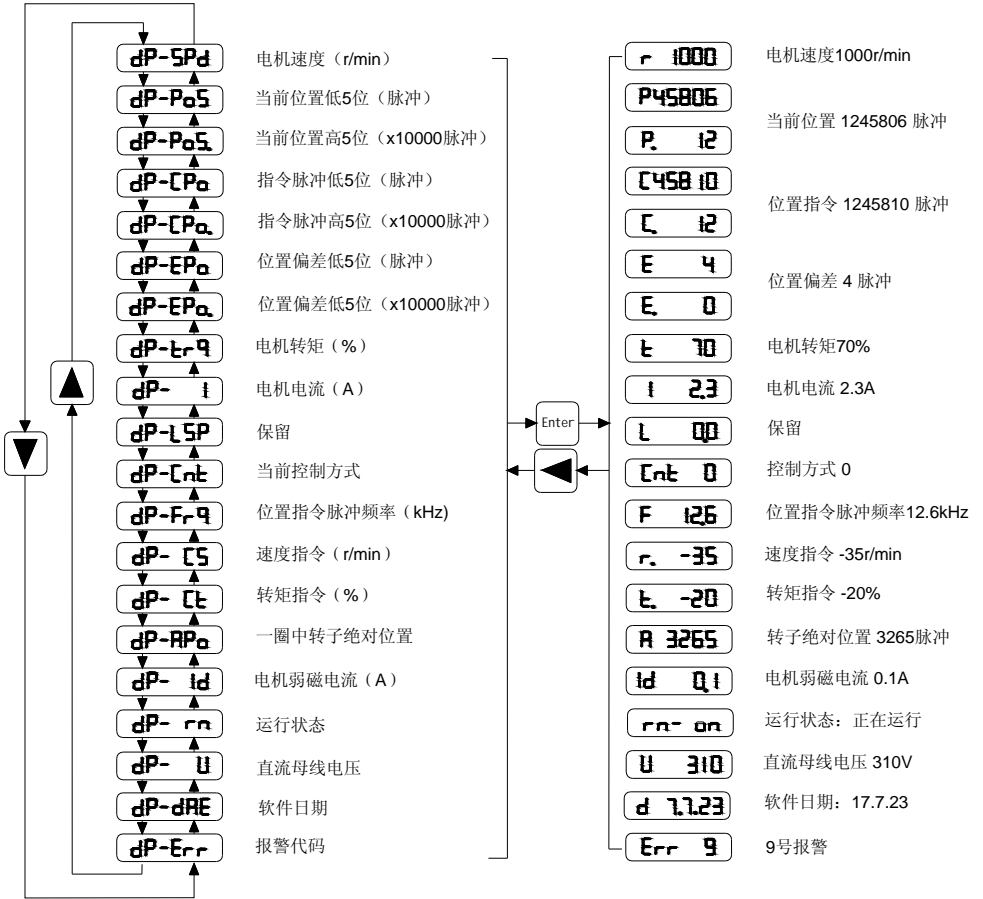 dP-SPd 电机速度（r/min） r 1000 电机速度1000r/min
dP-PoS 当前位置低5位（脉冲） P45806
当前位置 1245806 脉冲
dP-PoS. 当前位置高5位（x10000脉冲） P. 12
dP-CPo 指令脉冲低5位（脉冲） C45810
位置指令 1245810 脉冲
dP-CPo. 指令脉冲高5位（x10000脉冲） C. 12
dP-EPo 位置偏差低5位（脉冲） E 4
位置偏差 4 脉冲
dP-EPo. 位置偏差低5位（x10000脉冲） E. 0
dP-trq 电机转矩（%） t 70 电机转矩70%
dP- I 电机电流（A） I 2.3 电机电流 2.3A
dP-LSP 保留 L 0.0 保留
Enter
dP-Cnt 当前控制方式 Cnt 0 控制方式 0
dP-Frq 位置指令脉冲频率（kHz) F 12.6 位置指令脉冲频率12.6kHz
dP- CS 速度指令（r/min） r. -35 速度指令 -35r/min
dP- Ct 转矩指令（%） t. -20 转矩指令 -20%
dP-APo 一圈中转子绝对位置 A 3265 转子绝对位置 3265脉冲
dP- Id 电机弱磁电流（A） Id 0.1 电机弱磁电流 0.1A
dP- rn 运行状态 rn- on 运行状态：正在运行
dP- U 直流母线电压 U 310 直流母线电压 310V
dP-dAE 软件日期 d 7.7.23 软件日期：17.7.23
dP-Err 报警代码 Err 9 9号报警